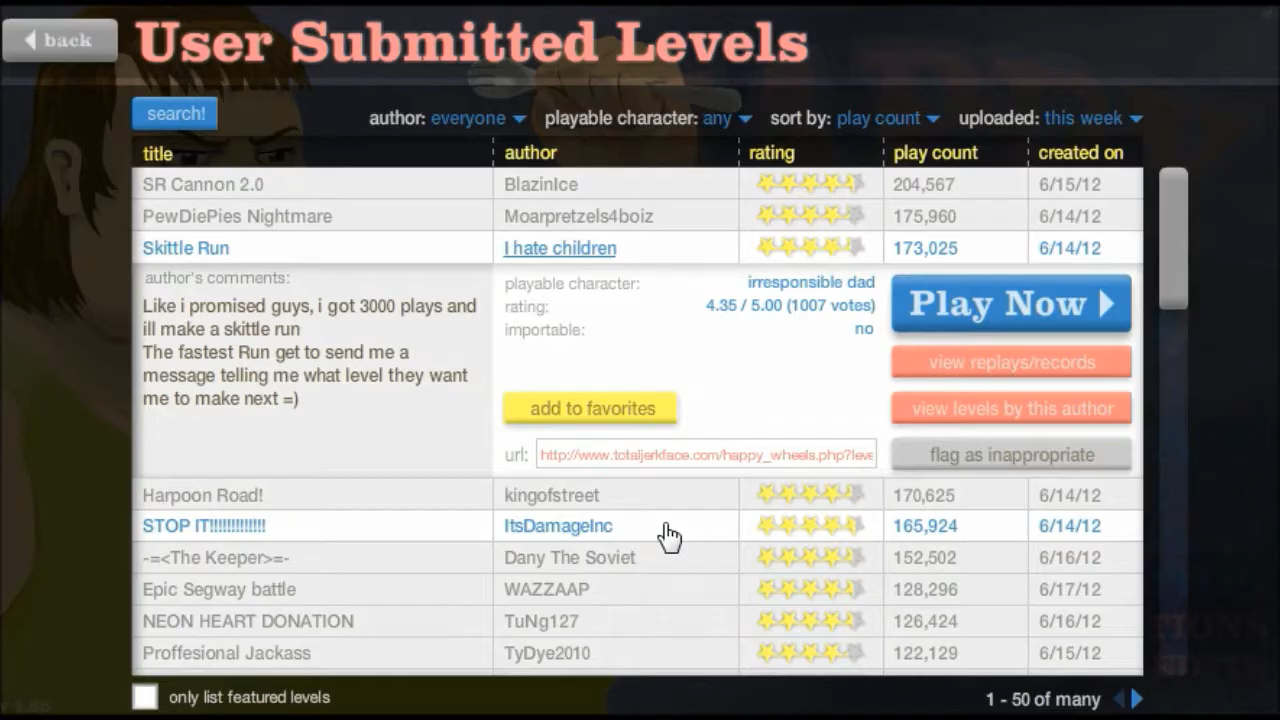 back
User Submitted Levels
search!
author: everyone playable character: any sort by: play count uploaded: this week
title author rating play count created on
SR Cannon 2.0 BlazinIce 204,567 6/15/12
PewDiePies Nightmare Moarpretzels4boiz 175,960 6/14/12
Skittle Run I hate children 173,025 6/14/12
author's comments:
Like i promised guys, i got 3000 plays and
ill make a skittle run
The fastest Run get to send me a
message telling me what level they want
me to make next =)
playable character: irresponsible dad
rating: 4.35 / 5.00 (1007 votes)
importable: no
add to favorites
url: http://www.totaljerkface.com/happy_wheels.php?leve
Play Now
view replays/records
view levels by this author
flag as inappropriate
Harpoon Road! kingofstreet 170,625 6/14/12
STOP IT!!!!!!!!!!!!! ItsDamageInc 165,924 6/14/12
-=<The Keeper>=- Dany The Soviet 152,502 6/16/12
Epic Segway battle WAZZAAP 128,296 6/17/12
NEON HEART DONATION TuNg127 126,424 6/16/12
Proffesional Jackass TyDye2010 122,129 6/15/12
only list featured levels
1 - 50 of many